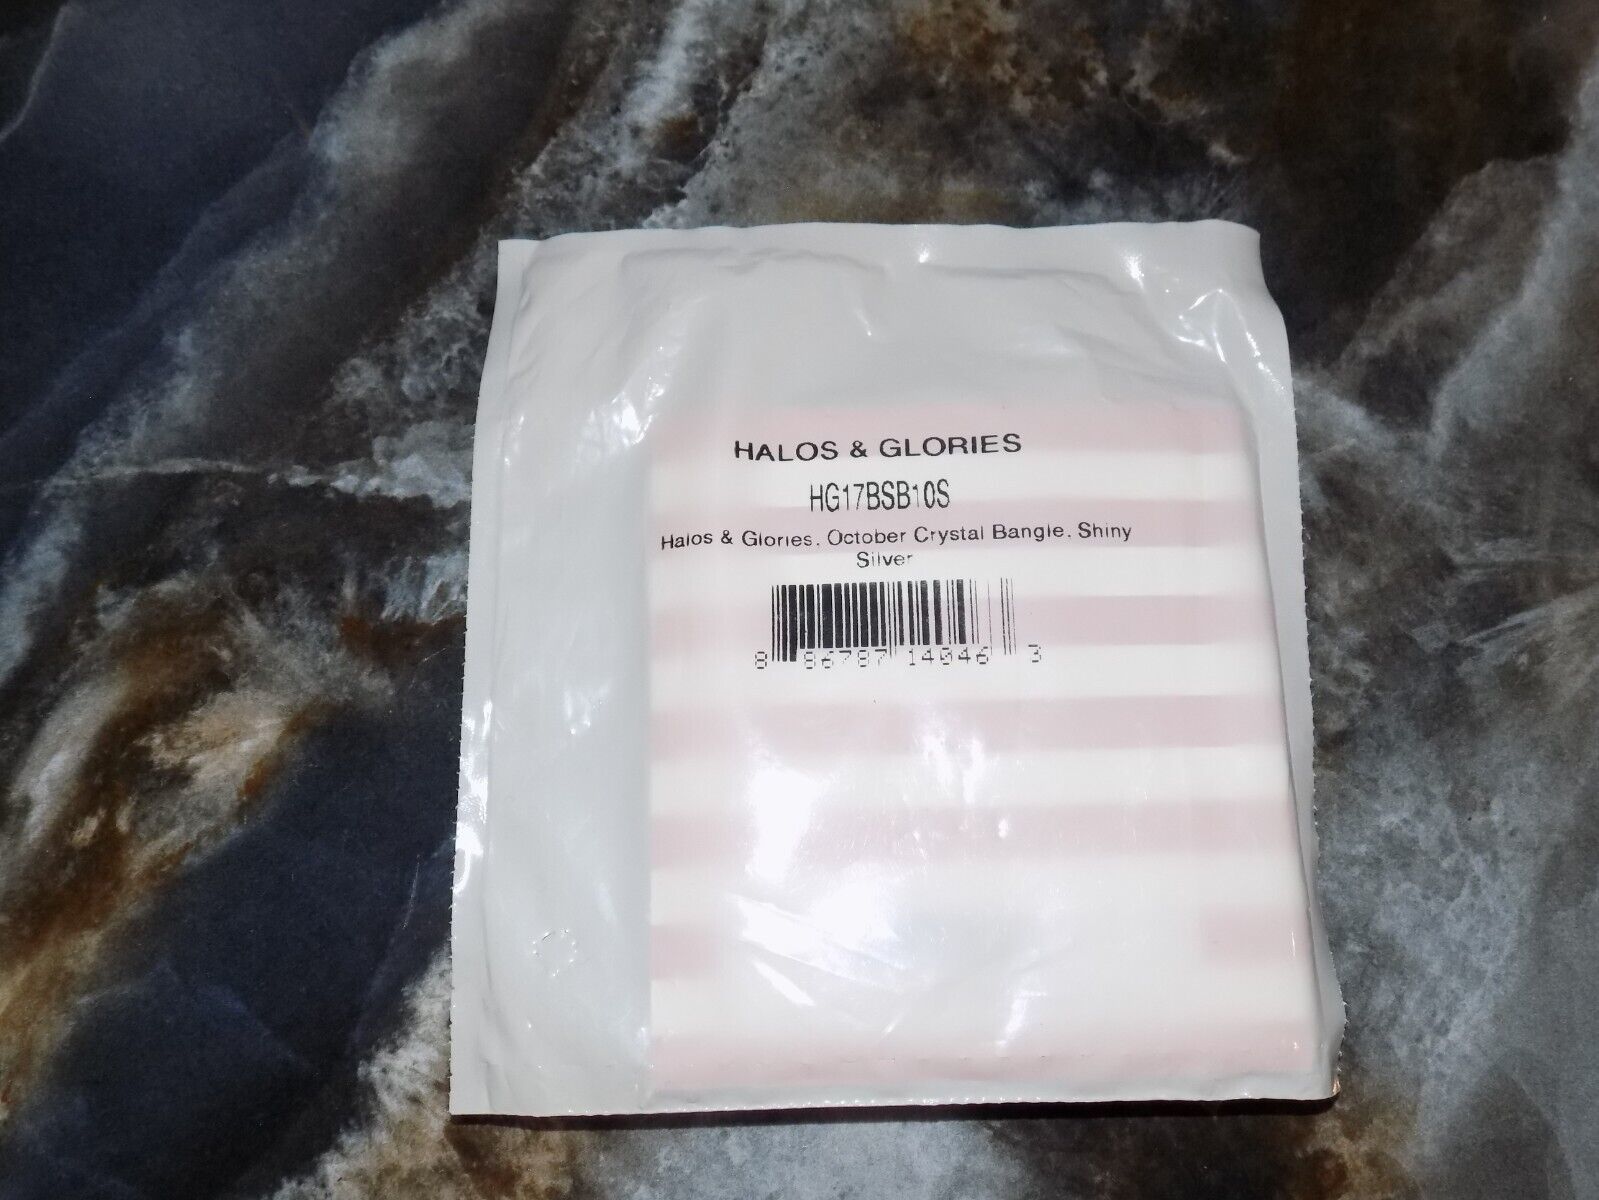 HALOS & GLORIES
HG17BSB10S
Halos & Glories, October Crystal Bangle, Shiny
Silver
8 86787 14046 3